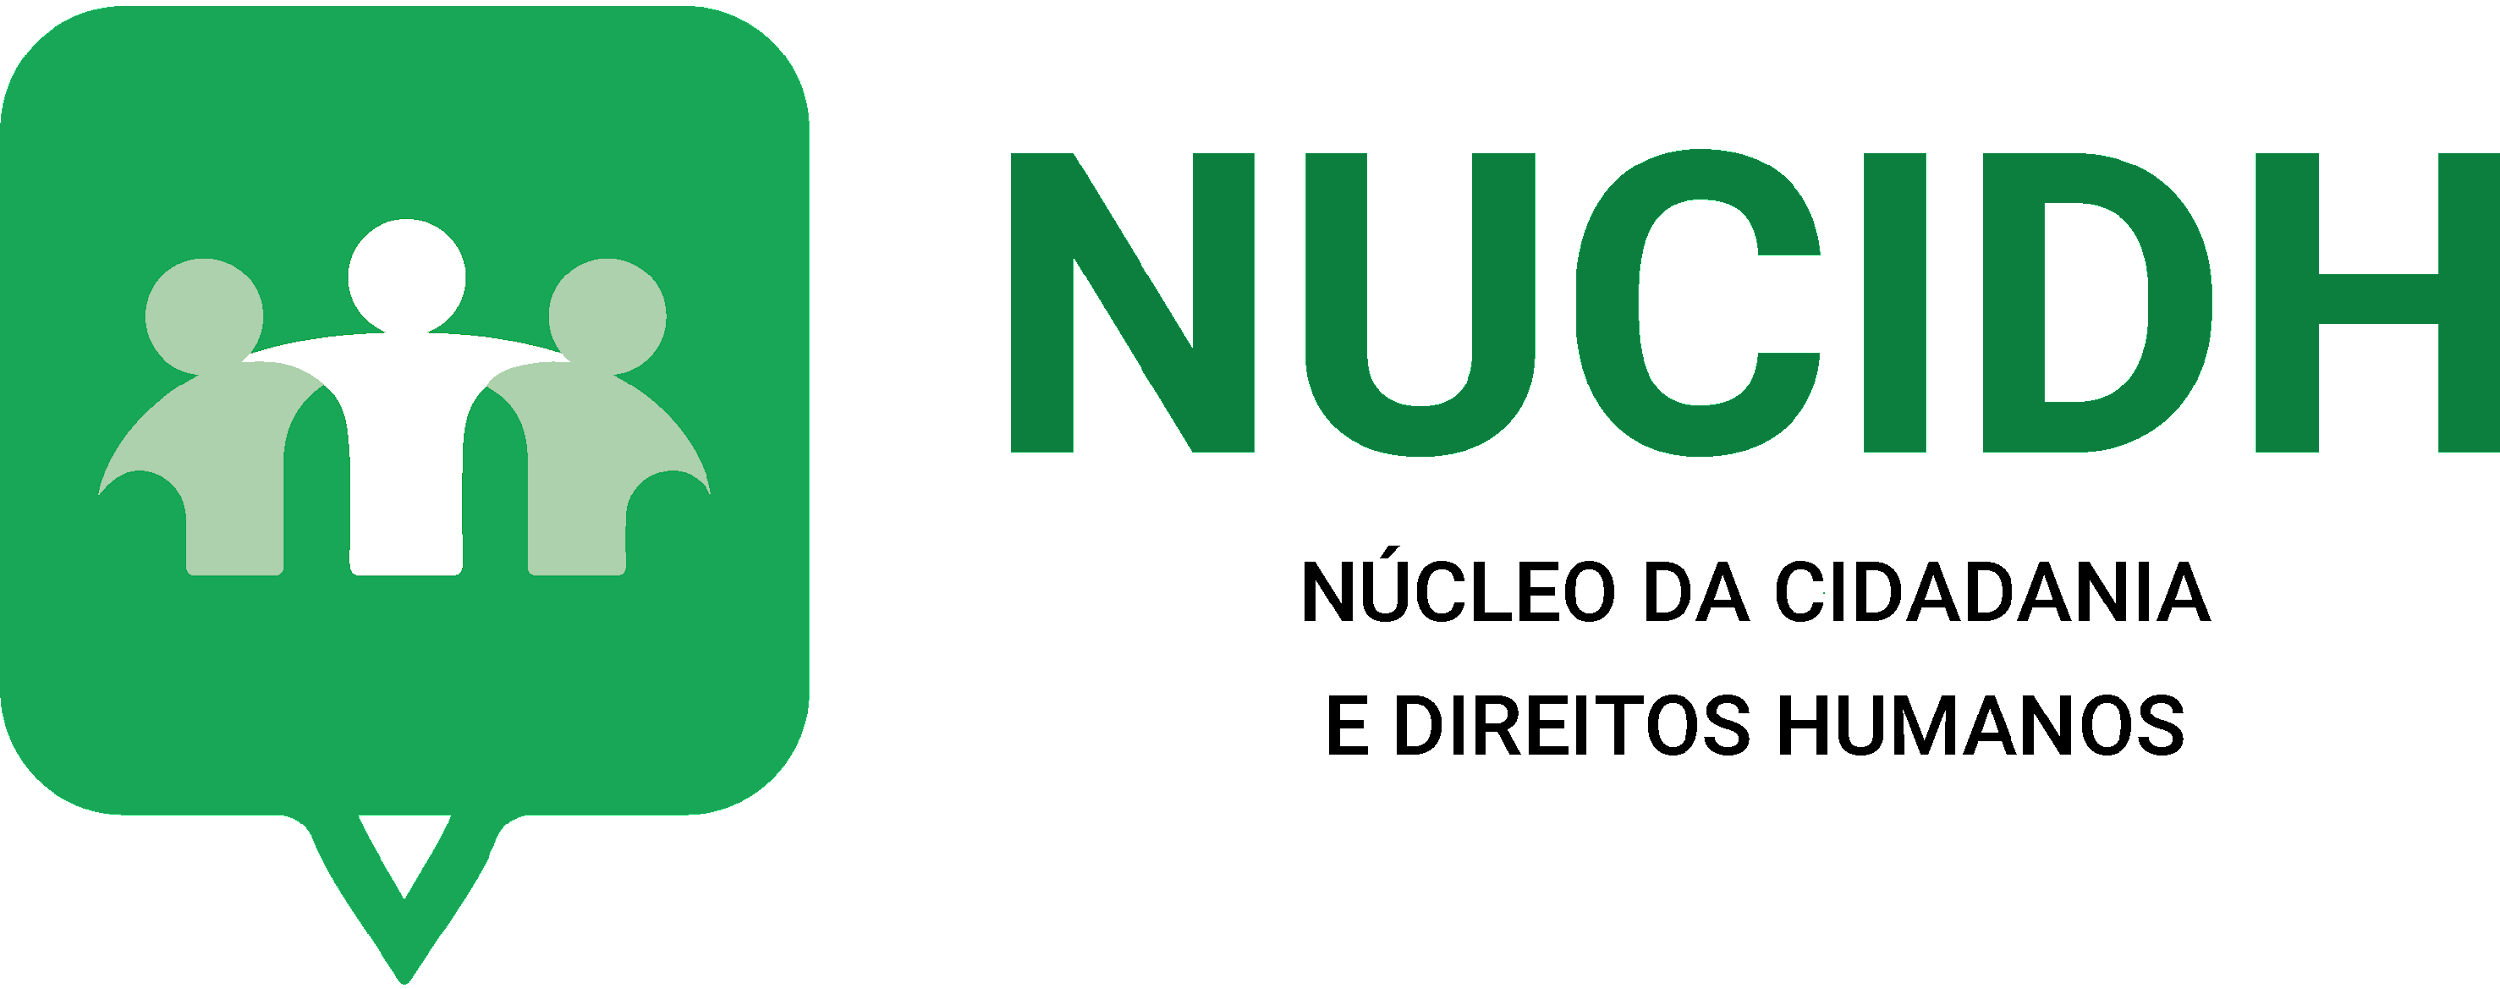 NUCIDH
NÚCLEO DA CIDADANIA
E DIREITOS HUMANOS